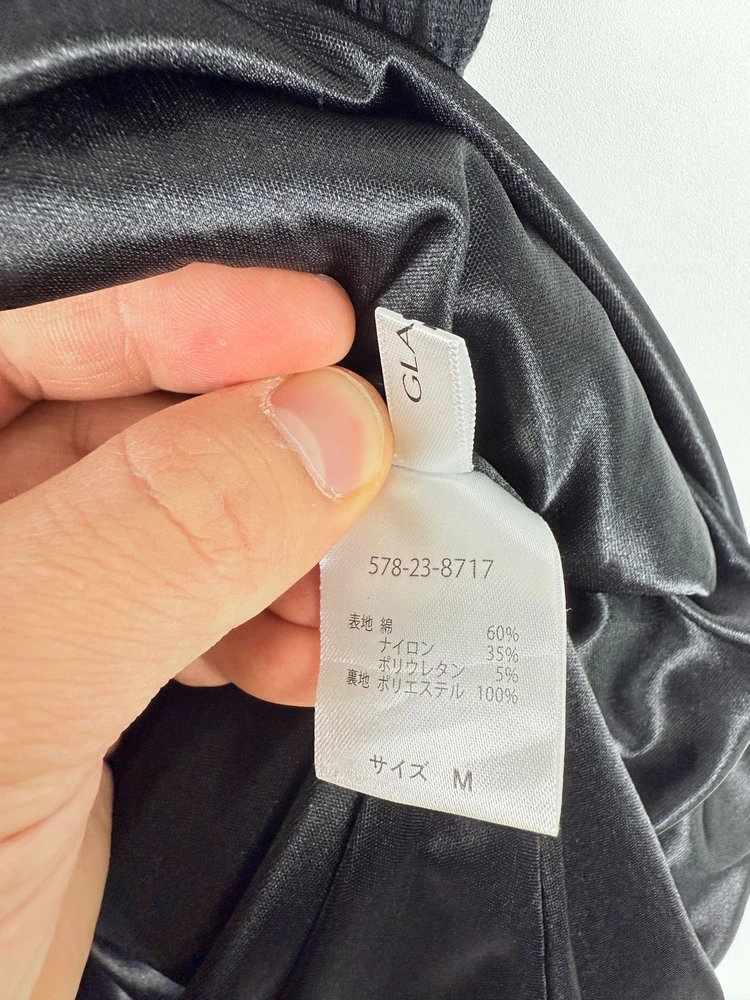 GLA
578-23-8717
表地 綿 60%
ナイロン 35%
ポリウレタン 5%
裏地 ポリエステル 100%
サイズ M